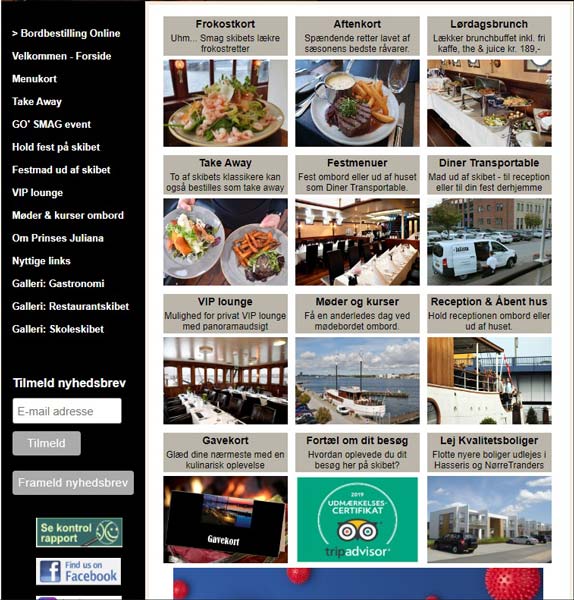 > Bordbestilling Online
Velkommen - Forside
Menukort
Take Away
GO' SMAG event
Hold fest på skibet
Festmad ud af skibet
VIP lounge
Møder & kurser ombord
Om Prinses Juliana
Nyttige links
Galleri: Gastronomi
Galleri: Restaurantskibet
Galleri: Skoleskibet
Tilmeld nyhedsbrev
E-mail adresse
Tilmeld
Frameld nyhedsbrev
Se kontrol
rapport
Find us on
Facebook
Frokostkort
Uhm... Smag skibets lækre
frokostretter
Aftenkort
Spændende retter lavet af
sæsonens bedste råvarer.
Lørdagsbrunch
Lækker brunchbuffet inkl. fri
kaffe, the & juice kr. 189,-
Take Away
To af skibets klassikere kan
også bestilles som take away
Festmenuer
Fest ombord eller ud af huset
som Diner Transportable.
Diner Transportable
Mad ud af skibet - til reception
eller til din fest derhjemme
Juliana
VIP lounge
Mulighed for privat VIP lounge
med panoramaudsigt
Møder og kurser
Få en anderledes dag ved
mødebordet ombord.
Reception & Åbent hus
Hold receptionen ombord eller
ud af huset.
Gavekort
Glæd dine nærmeste med en
kulinarisk oplevelse
Fortæl om dit besøg
Hvordan oplevede du dit
besøg her på skibet?
Lej Kvalitetsboliger
Flotte nyere boliger udlejes i
Hasseris og NørreTranders
Gavekort
2019
UDMÆRKELSES-
CERTIFIKAT
tripadvisor